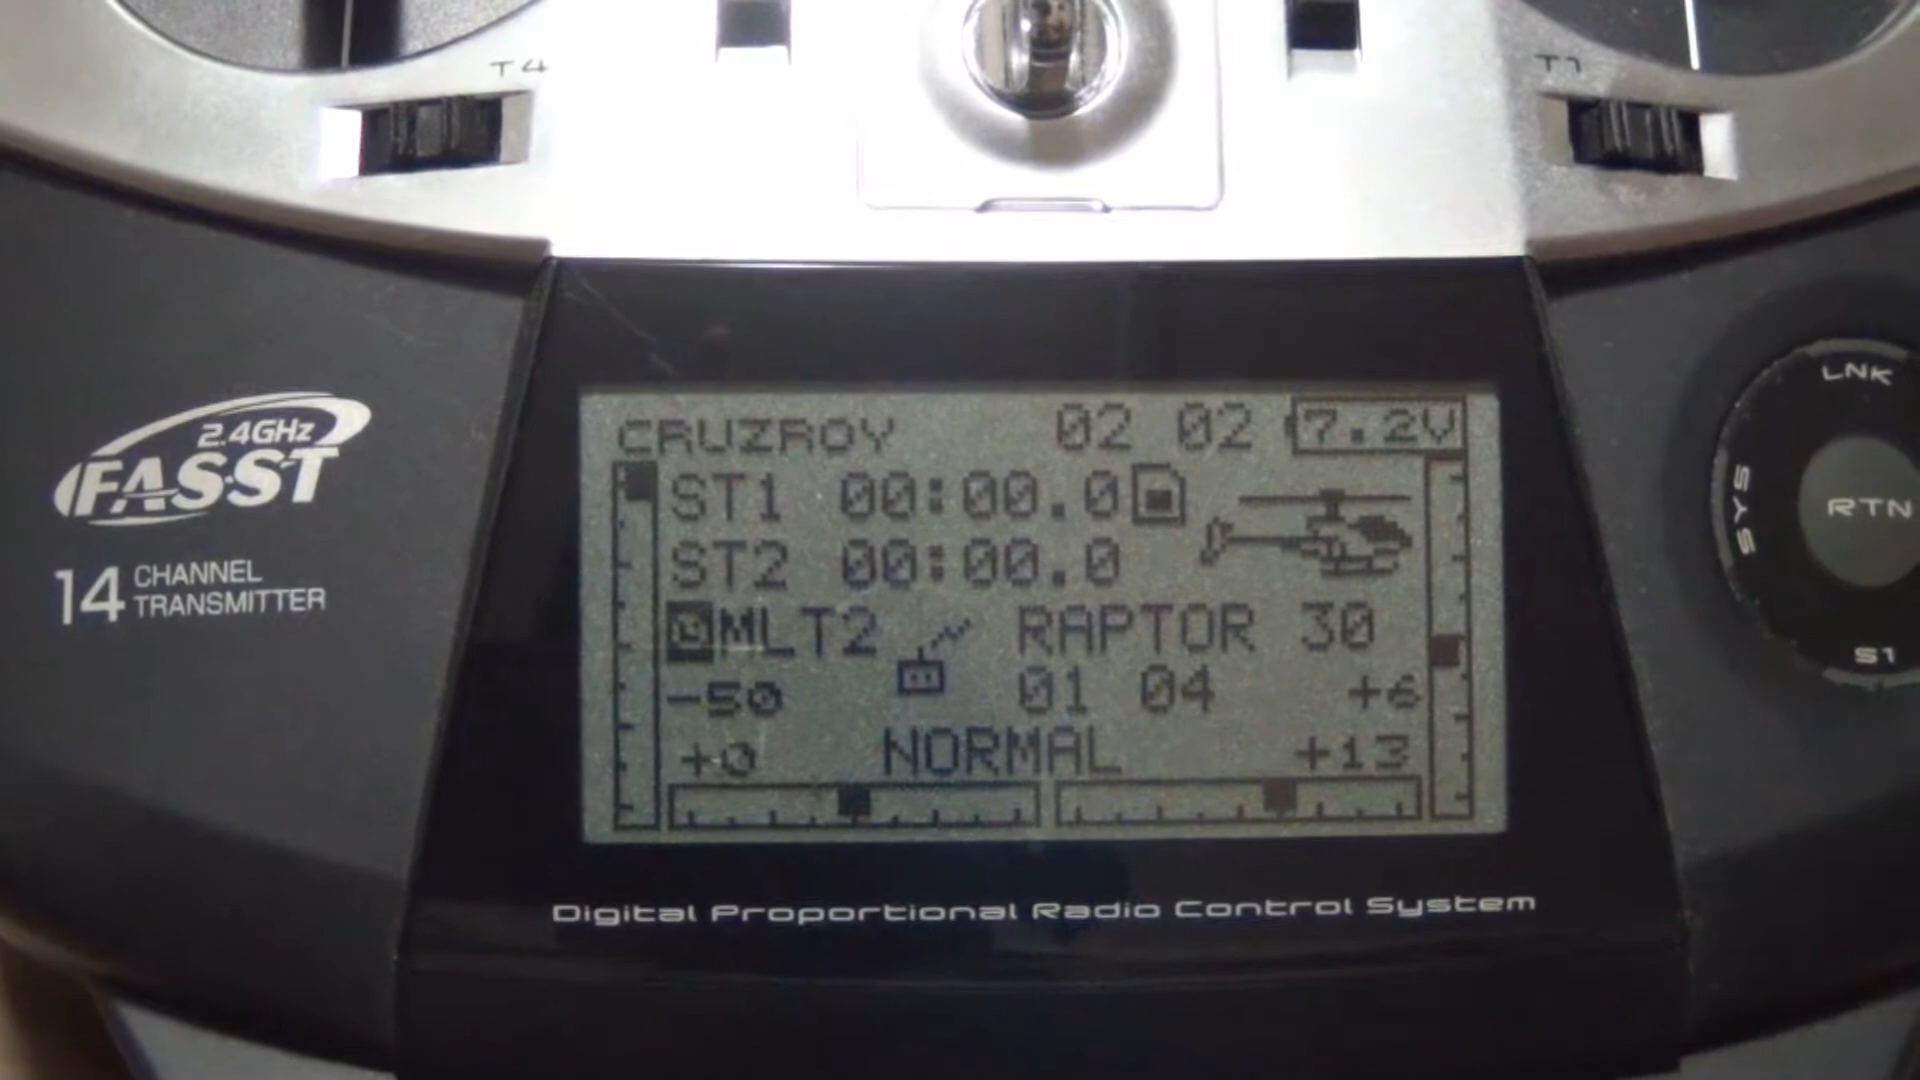 T4
T1
CRUZROY 02 02 7.2V
ST1 00:00.0
ST2 00:00.0
MLT2 RAPTOR 30
-50 01 04 +6
+0 NORMAL +13
2.4GHz
FASST
14 CHANNEL
TRANSMITTER
LNK
SYS
RTN
S1
Digital Proportional Radio Control System